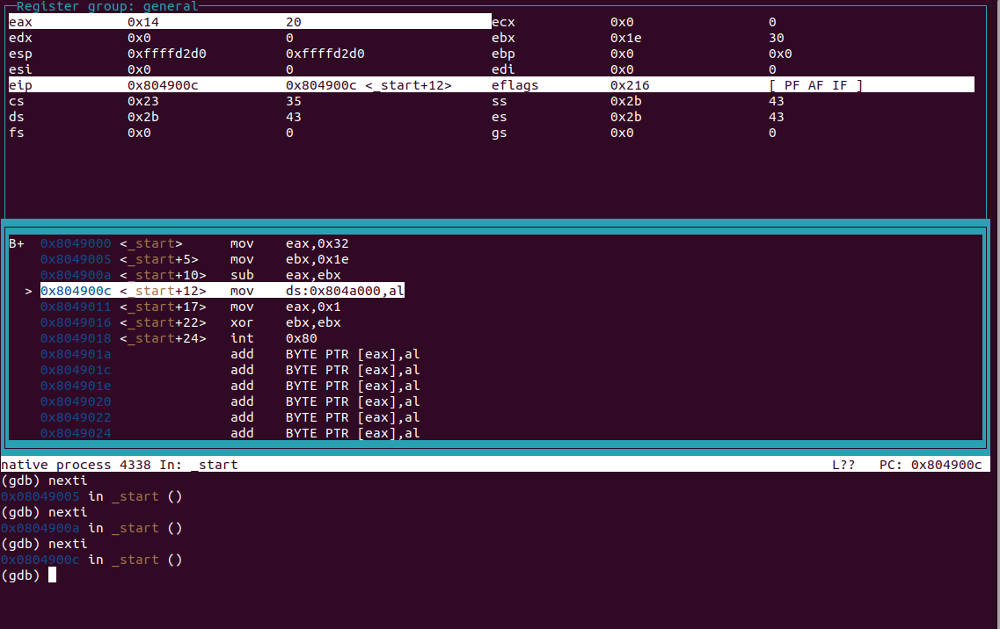 Register group: general
eax 0x14 20 ecx 0x0 0
edx 0x0 0 ebx 0x1e 30
esp 0xffffd2d0 0xffffd2d0 ebp 0x0 0x0
esi 0x0 0 edi 0x0 0
eip 0x804900c 0x804900c <_start+12> eflags 0x216 [ PF AF IF ]
cs 0x23 35 ss 0x2b 43
ds 0x2b 43 es 0x2b 43
fs 0x0 0 gs 0x0 0
B+ 0x8049000 <_start> mov eax,0x32
0x8049005 <_start+5> mov ebx,0x1e
0x804900a <_start+10> sub eax,ebx
> 0x804900c <_start+12> mov ds:0x804a000,al
0x8049011 <_start+17> mov eax,0x1
0x8049016 <_start+22> xor ebx,ebx
0x8049018 <_start+24> int 0x80
0x804901a add BYTE PTR [eax],al
0x804901c add BYTE PTR [eax],al
0x804901e add BYTE PTR [eax],al
0x8049020 add BYTE PTR [eax],al
0x8049022 add BYTE PTR [eax],al
0x8049024 add BYTE PTR [eax],al
native process 4338 In: _start L?? PC: 0x804900c
(gdb) nexti
0x08049005 in _start ()
(gdb) nexti
0x0804900a in _start ()
(gdb) nexti
0x0804900c in _start ()
(gdb)